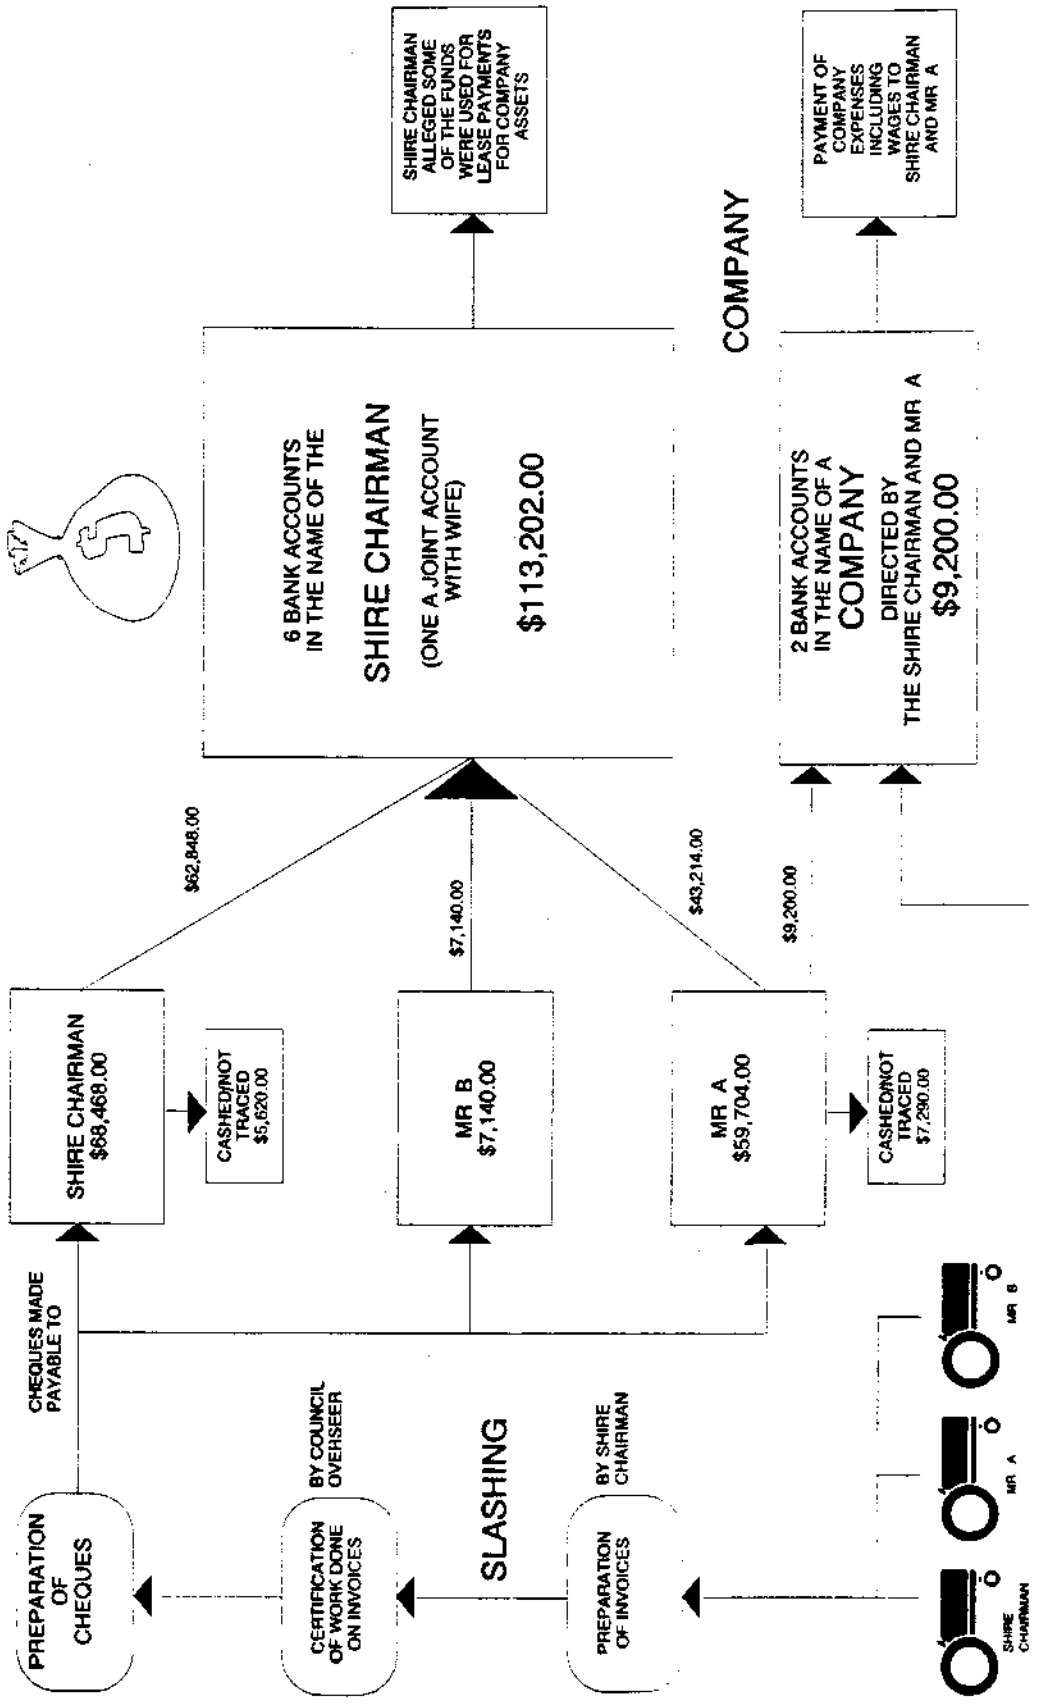 PREPARATION
OF
CHEQUES
CERTIFICATION
OF WORK DONE
ON INVOICES
BY COUNCIL
OVERSEER
SLASHING
PREPARATION
OF INVOICES
BY SHIRE
CHAIRMAN
SHIRE
CHAIRMAN
MR A
MR B
CHEQUES MADE
PAYABLE TO
SHIRE CHAIRMAN
$68,468.00
CASHED/NOT
TRACED
$5,620.00
MR B
$7,140.00
MR A
$59,704.00
CASHED/NOT
TRACED
$7,290.00
$62,848.00
$7,140.00
$43,214.00
$9,200.00
$
6 BANK ACCOUNTS
IN THE NAME OF THE
SHIRE CHAIRMAN
(ONE A JOINT ACCOUNT
WITH WIFE)
$113,202.00
COMPANY
2 BANK ACCOUNTS
IN THE NAME OF A
COMPANY
DIRECTED BY
THE SHIRE CHAIRMAN AND MR A
$9,200.00
SHIRE CHAIRMAN
ALLEGED SOME
OF THE FUNDS
WERE USED FOR
LEASE PAYMENTS
FOR COMPANY
ASSETS
PAYMENT OF
COMPANY
EXPENSES
INCLUDING
WAGES TO
SHIRE CHAIRMAN
AND MR A